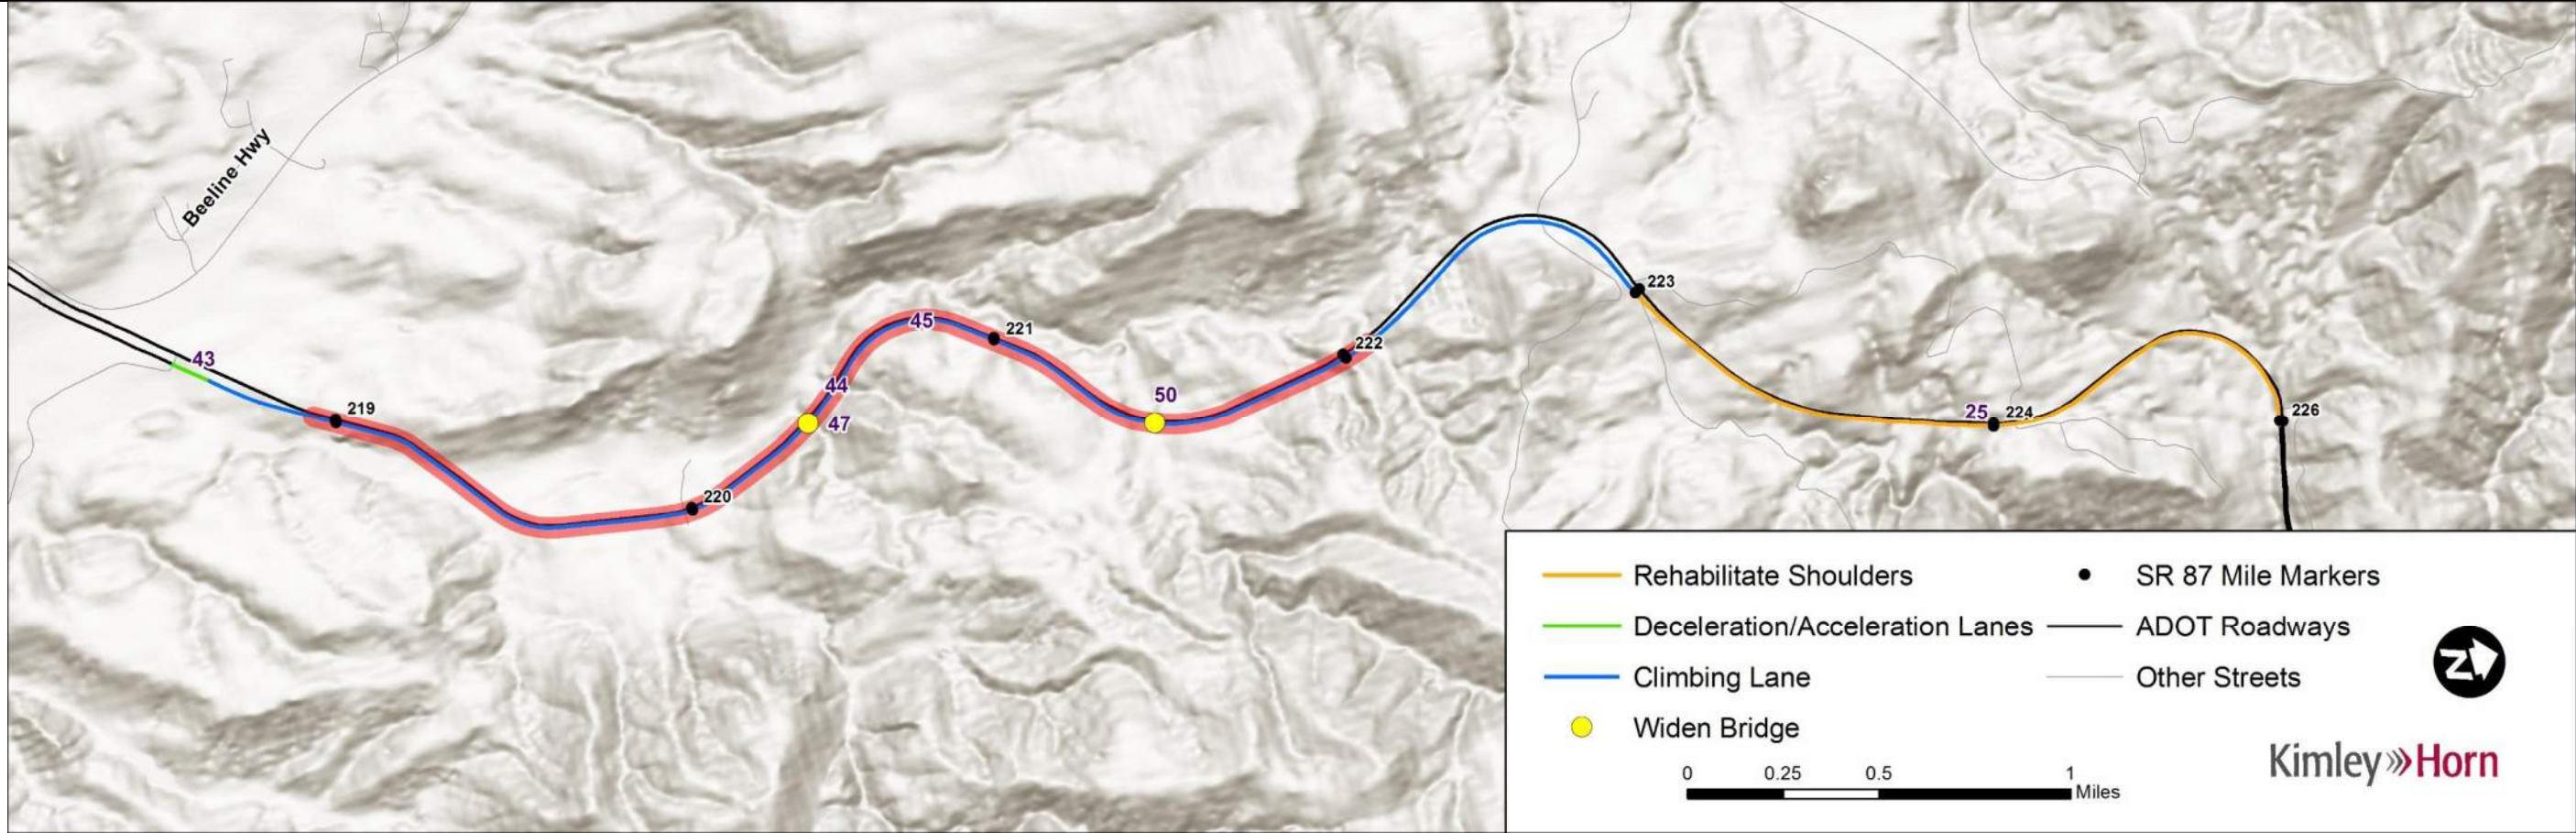 Beeline Hwy
43
219
220
44
47
45
221
50
222
223
25
224
226
Rehabilitate Shoulders
Deceleration/Acceleration Lanes
Climbing Lane
Widen Bridge
SR 87 Mile Markers
ADOT Roadways
Other Streets
0 0.25 0.5 1
Miles
Z
Kimley»Horn